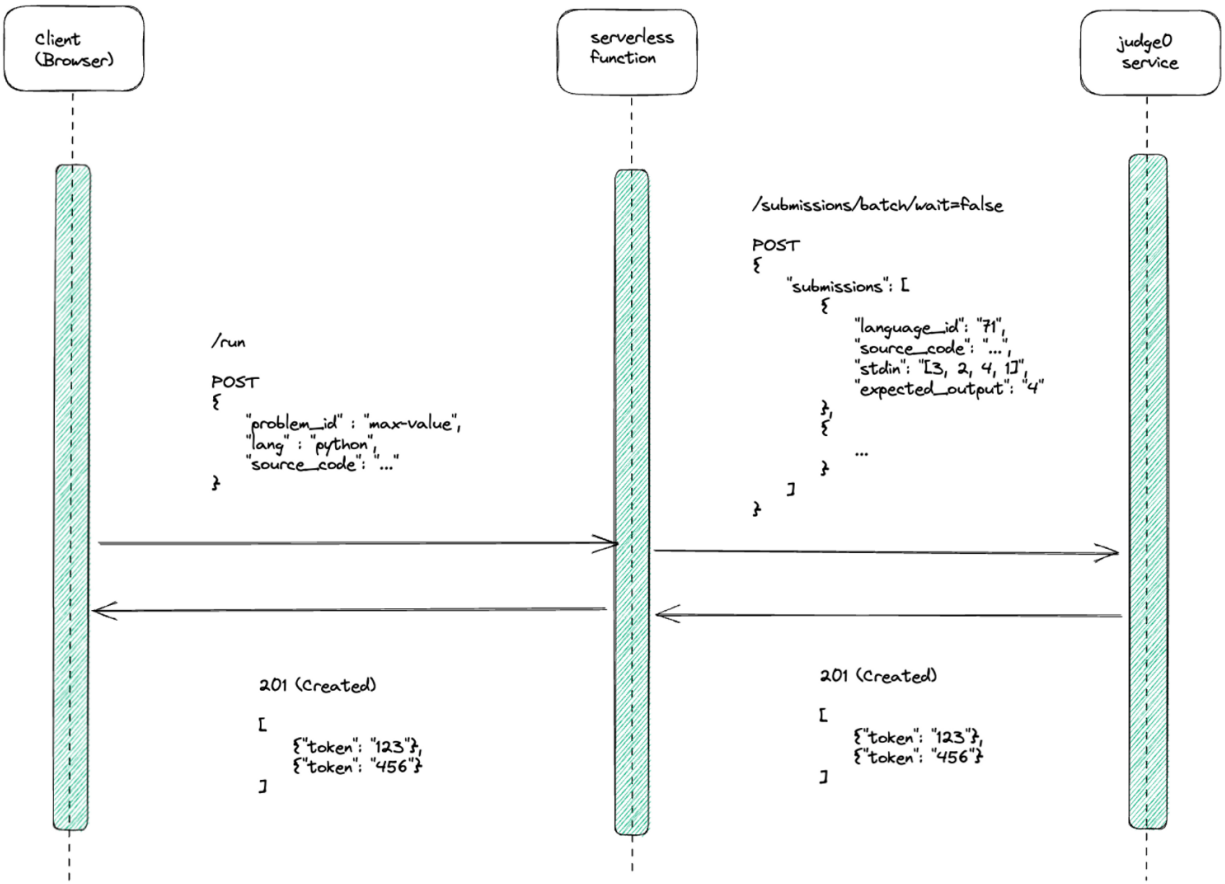 client
(Browser)
serverless
function
judge0
service
/run
POST
{
"problem_id" : "max-value",
"lang" : "python",
"source_code": "..."
}
/submissions/batch/wait=false
POST
{
"submissions": [
{
"language_id": "71",
"source_code": "...",
"stdin": "[3, 2, 4, 1]",
"expected_output": "4"
},
{
...
}
]
}
201 (Created)
[
{"token": "123"},
{"token": "456"}
]
201 (Created)
[
{"token": "123"},
{"token": "456"}
]